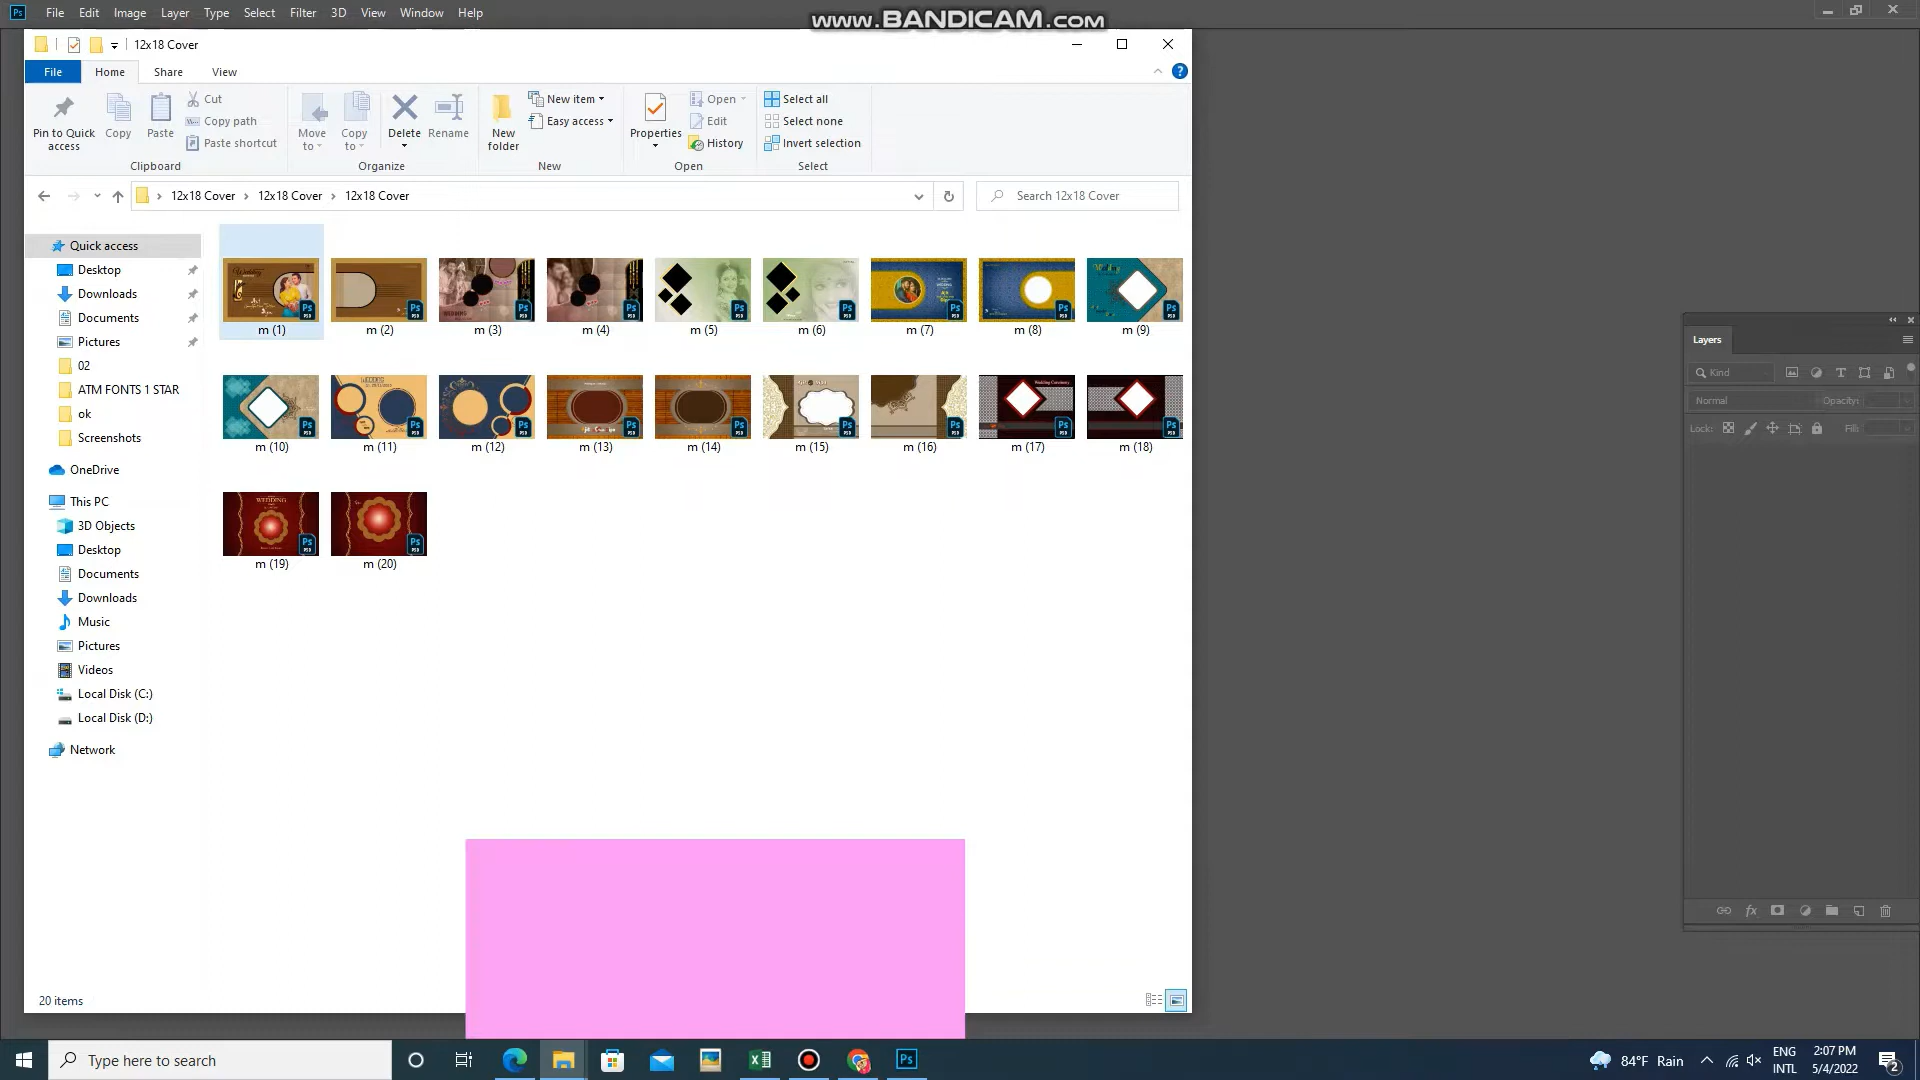 File Edit Image Layer Type Select Filter 3D View Window Help
www.BANDICAM.com
12x18 Cover
File Home Share View
Pin to Quick access
Copy
Paste
Cut
Copy path
Paste shortcut
Clipboard
Move to
Copy to
Delete
Rename
Organize
New folder
New item
Easy access
New
Properties
Open
Edit
History
Open
Select all
Select none
Invert selection
Select
12x18 Cover > 12x18 Cover > 12x18 Cover
Search 12x18 Cover
Quick access
Desktop
Downloads
Documents
Pictures
02
ATM FONTS 1 STAR
ok
Screenshots
OneDrive
This PC
3D Objects
Desktop
Documents
Downloads
Music
Pictures
Videos
Local Disk (C:)
Local Disk (D:)
Network
m (1) m (2) m (3) m (4) m (5) m (6) m (7) m (8) m (9)
m (10) m (11) m (12) m (13) m (14) m (15) m (16) m (17) m (18)
m (19) m (20)
20 items
Layers
Kind
Normal
Opacity:
Lock:
Fill:
Type here to search
84°F Rain
ENG
INTL
2:07 PM
5/4/2022
2